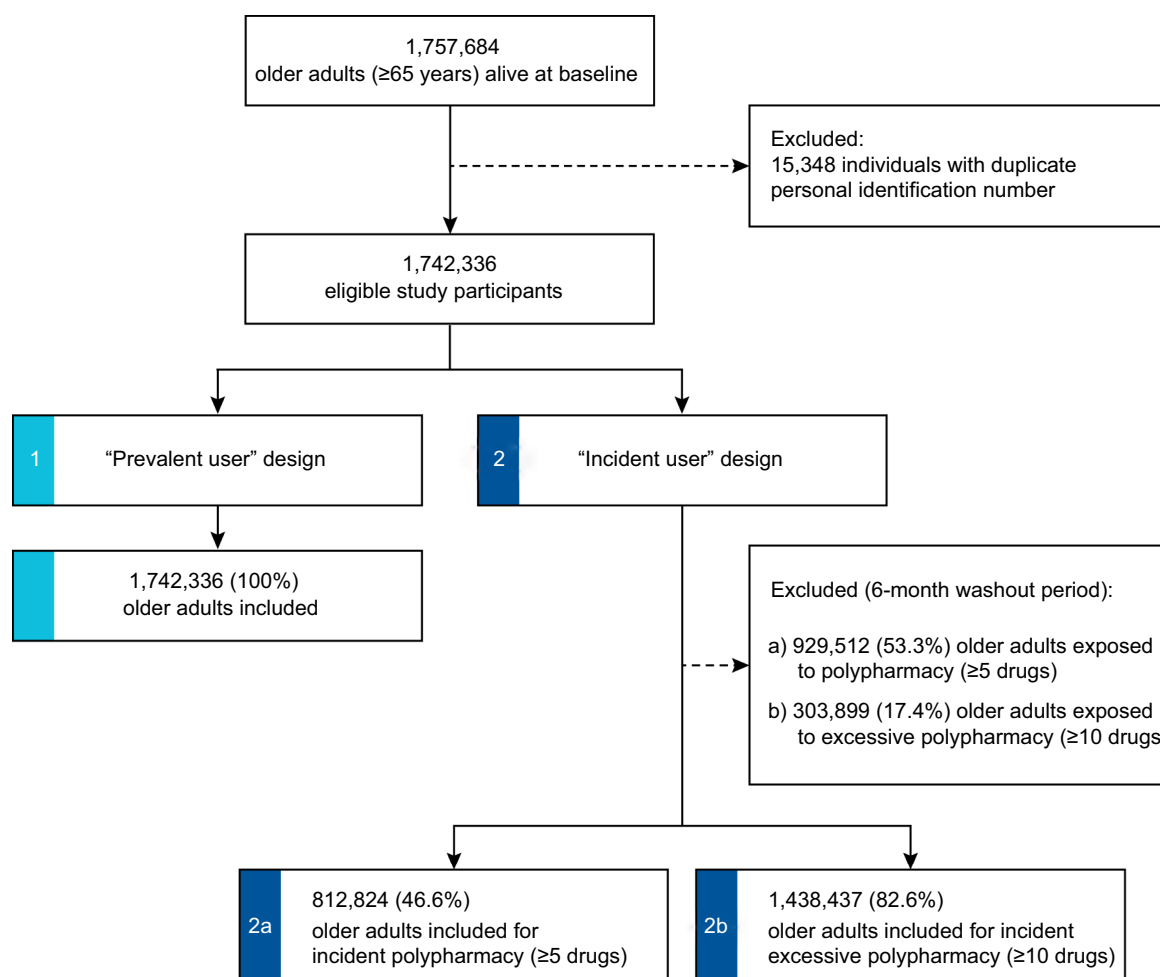 1,757,684
older adults (≥65 years) alive at baseline
Excluded:
15,348 individuals with duplicate
personal identification number
1,742,336
eligible study participants
1
“Prevalent user” design
2
“Incident user” design
1,742,336 (100%)
older adults included
Excluded (6-month washout period):
a) 929,512 (53.3%) older adults exposed
to polypharmacy (≥5 drugs)
b) 303,899 (17.4%) older adults exposed
to excessive polypharmacy (≥10 drugs
2a
812,824 (46.6%)
older adults included for
incident polypharmacy (≥5 drugs)
2b
1,438,437 (82.6%)
older adults included for incident
excessive polypharmacy (≥10 drugs)